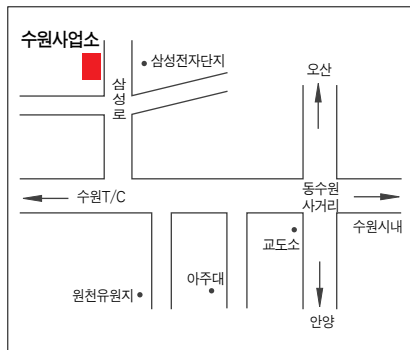 수원사업소
삼성전자단지
삼성로
오산
수원T/C
동수원
사거리
수원시내
교도소
아주대
원천유원지
안양